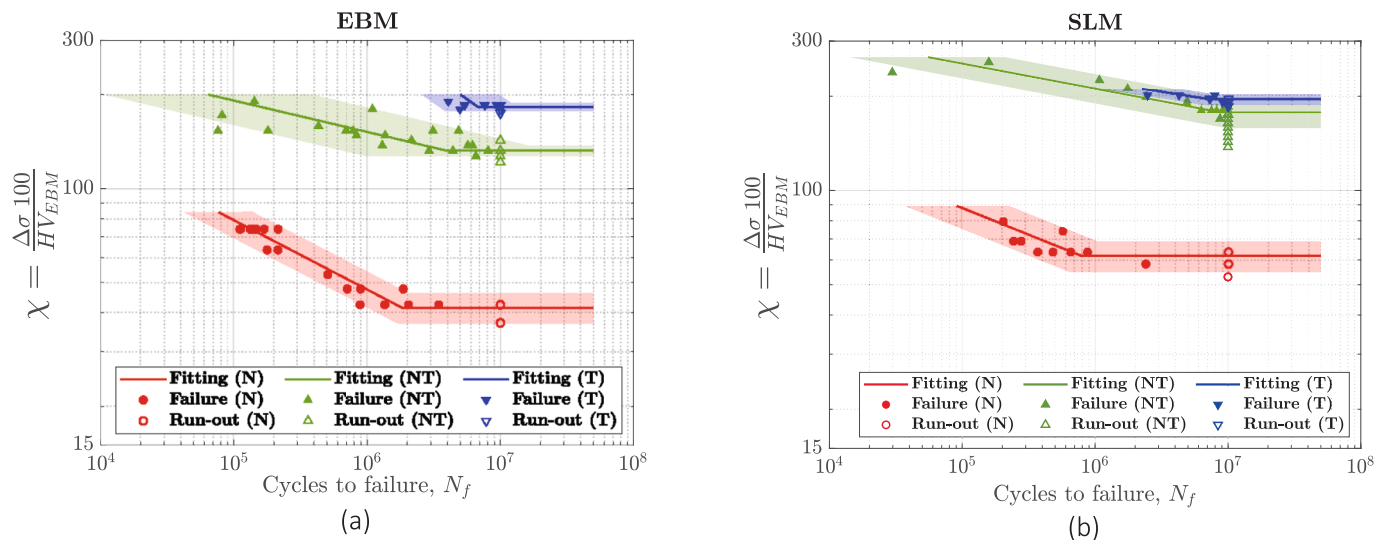 EBM
300
100
15
χ = Δσ 100 / HV_EBM
Fitting (N) Fitting (NT) Fitting (T)
Failure (N) Failure (NT) Failure (T)
Run-out (N) Run-out (NT) Run-out (T)
10^4 10^5 10^6 10^7 10^8
Cycles to failure, N_f
(a)
SLM
300
100
15
χ = Δσ 100 / HV_EBM
Fitting (N) Fitting (NT) Fitting (T)
Failure (N) Failure (NT) Failure (T)
Run-out (N) Run-out (NT) Run-out (T)
10^4 10^5 10^6 10^7 10^8
Cycles to failure, N_f
(b)